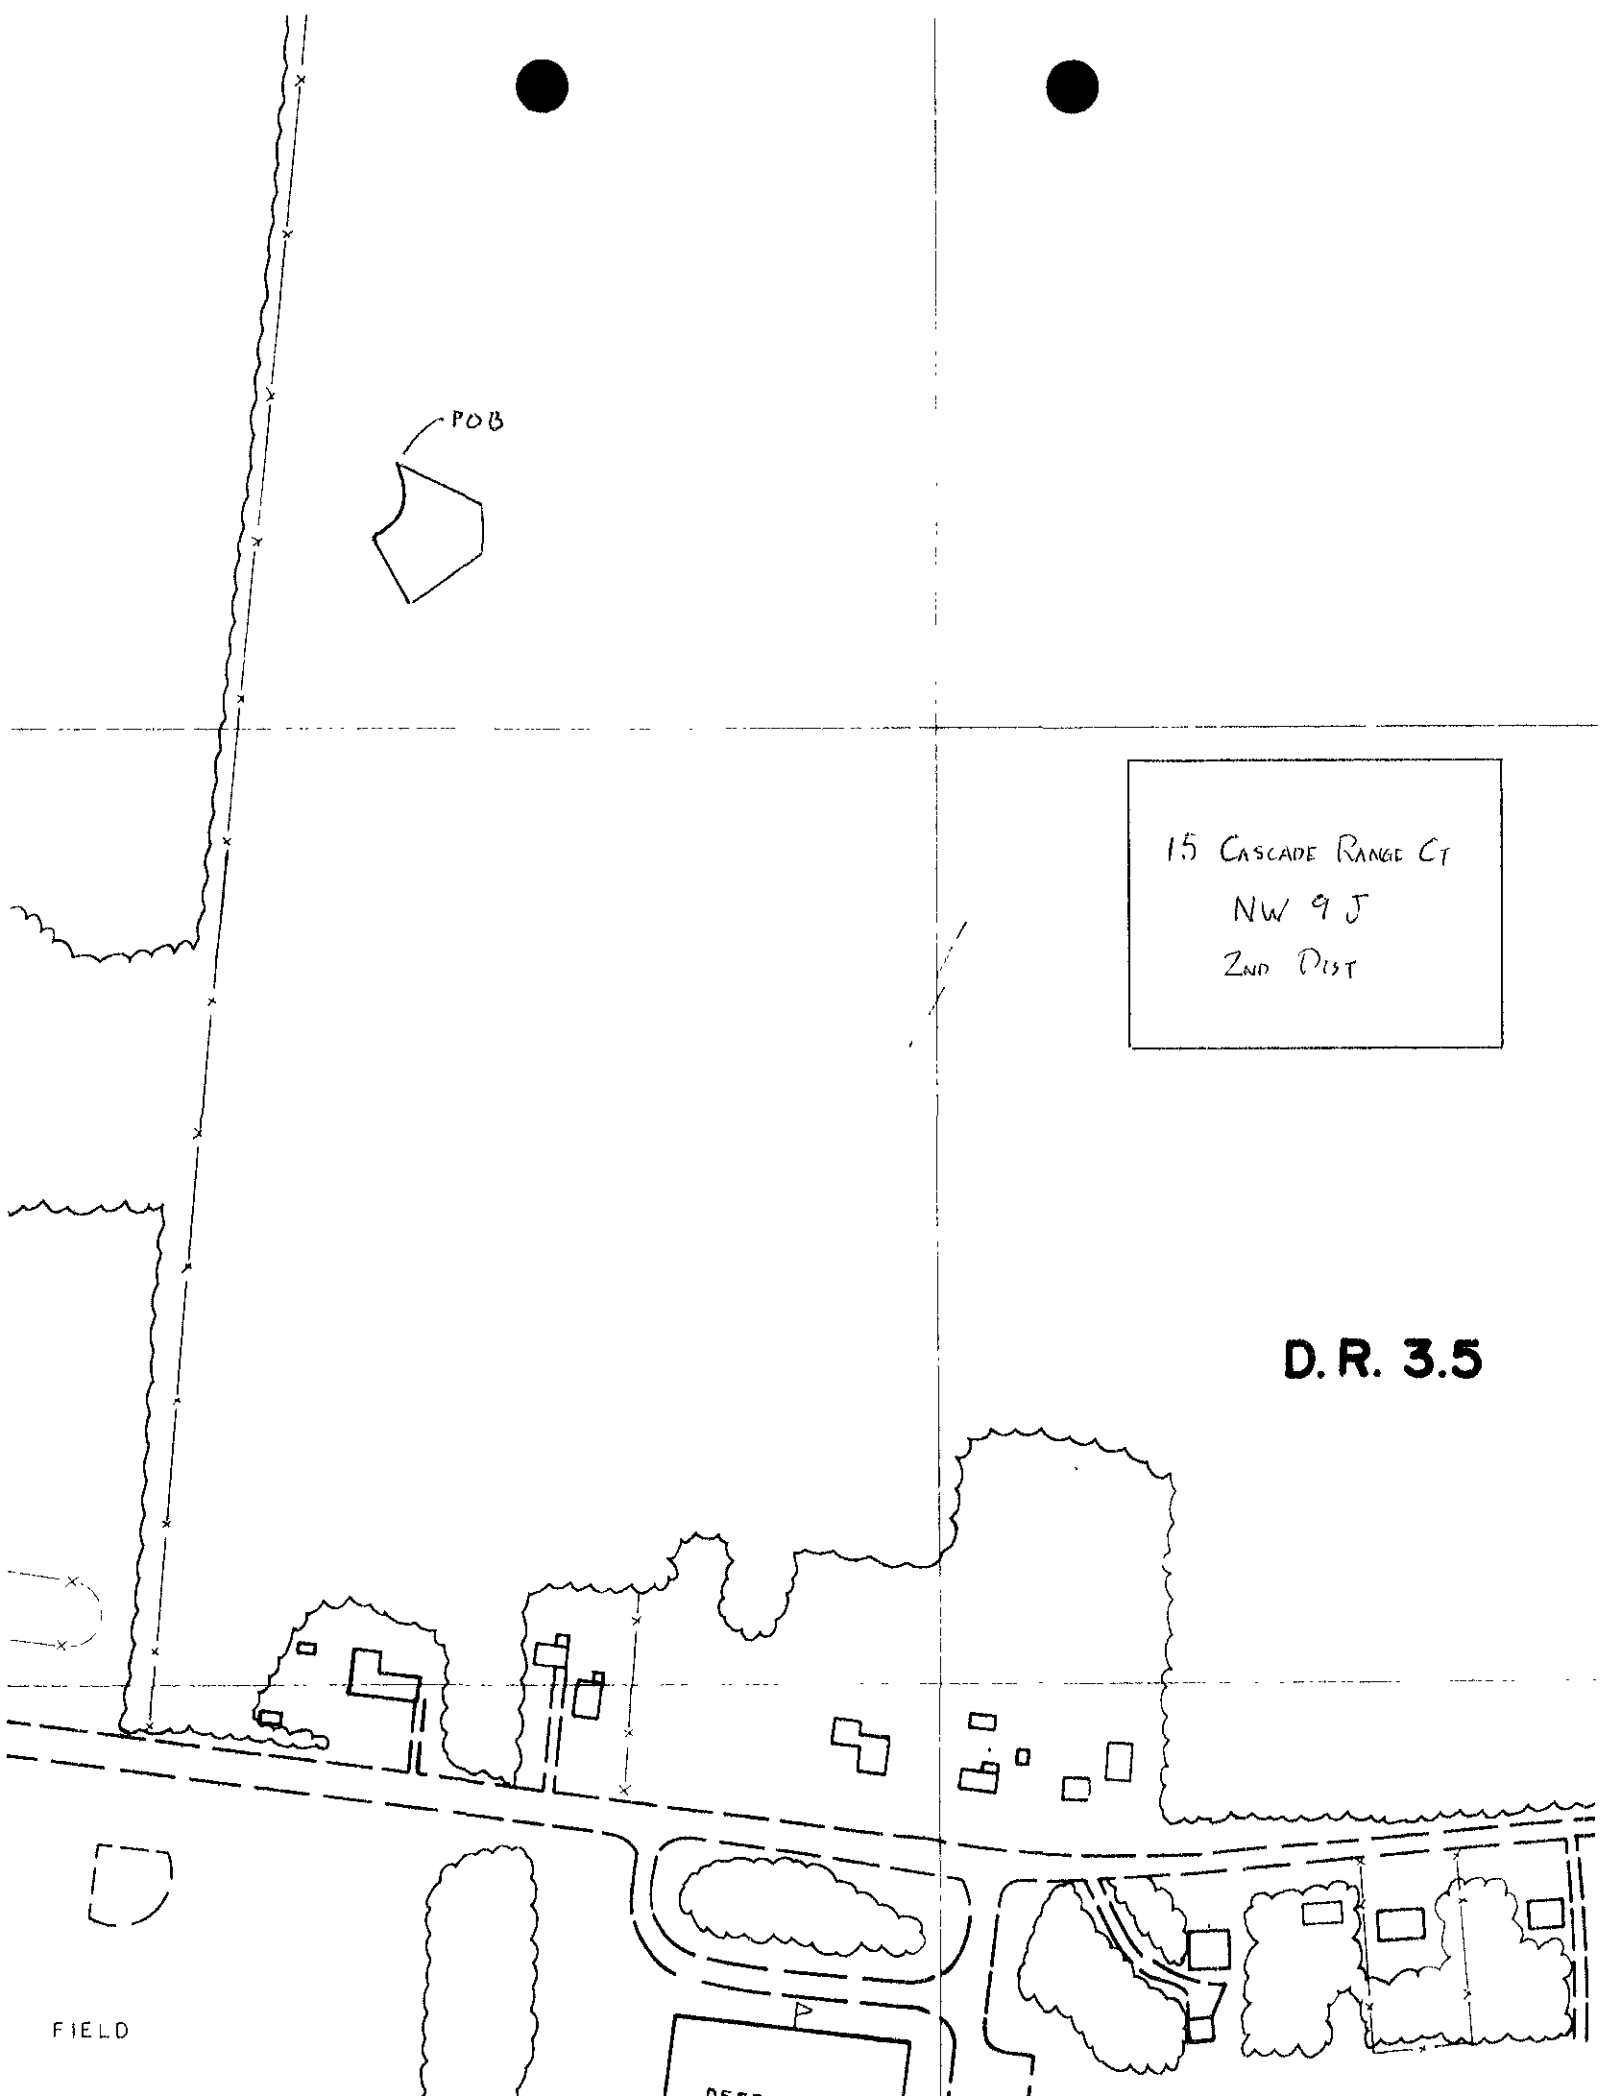 POB
15 CASCADE RANGE CT
NW 9 J
2ND DIST
D.R. 3.5
FIELD